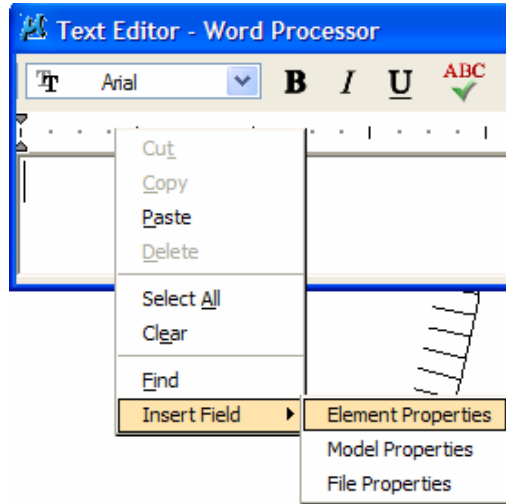 Text Editor - Word Processor
Arial B I U ABC
Cut
Copy
Paste
Delete
Select All
Clear
Find
Insert Field
Element Properties
Model Properties
File Properties